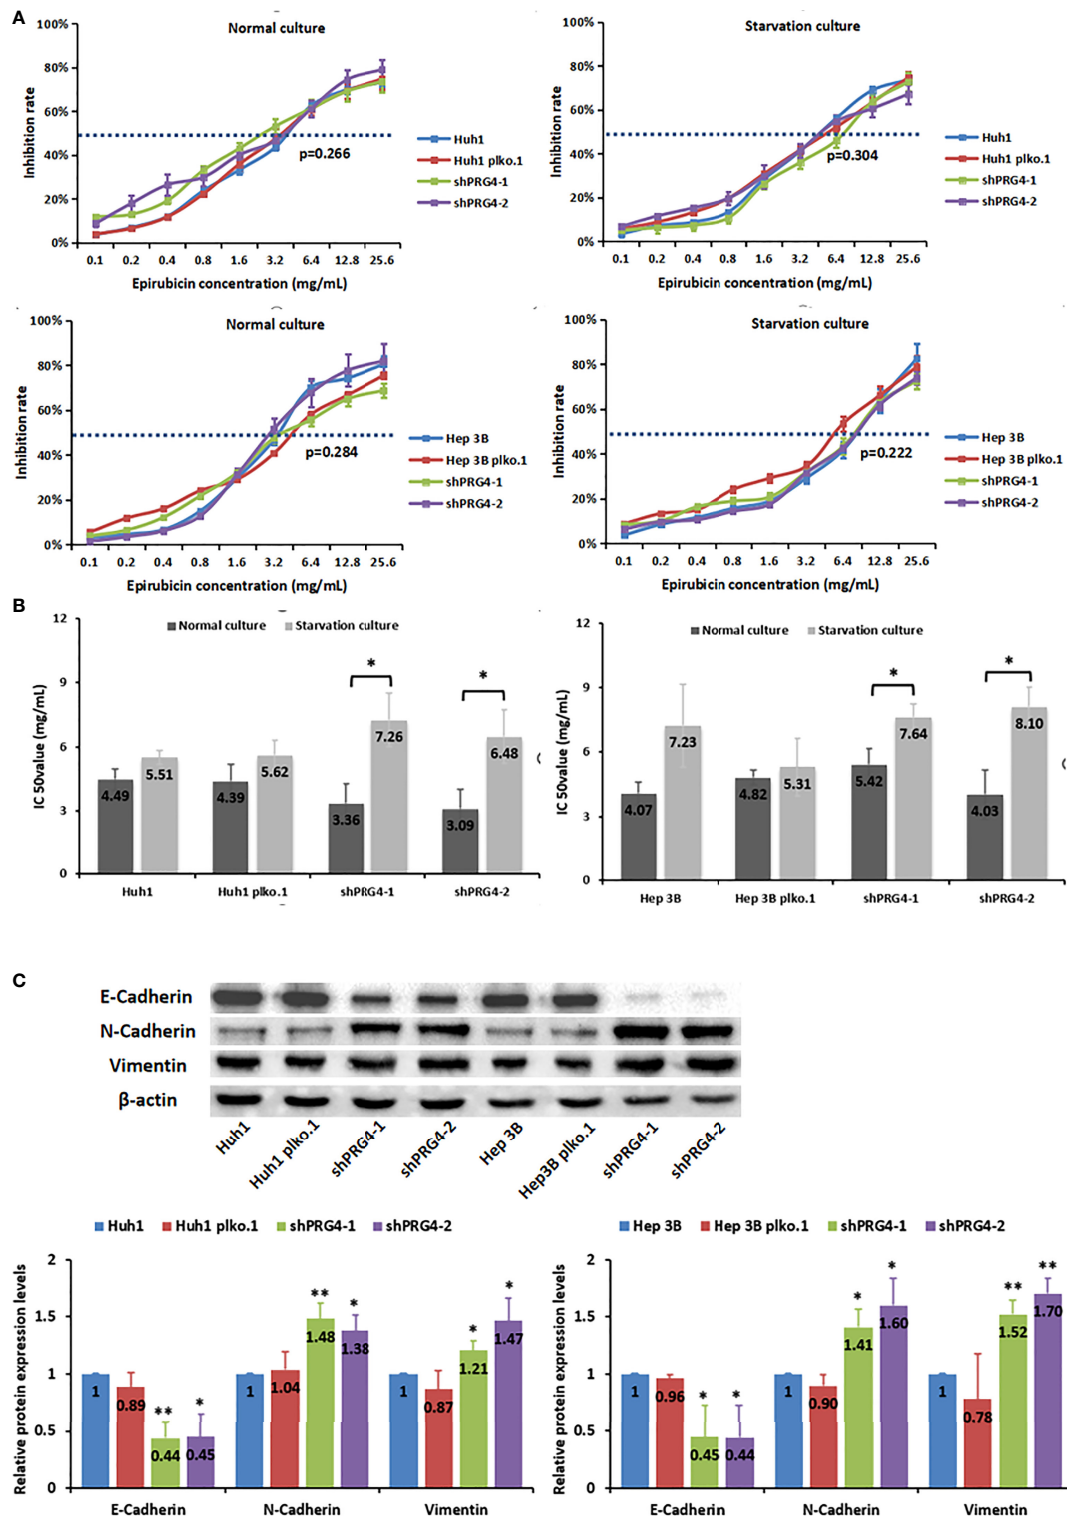 A
Normal culture
Inhibition rate
100%
80%
60%
40%
20%
0%
p=0.266
Huh1
Huh1 plko.1
shPRG4-1
shPRG4-2
0.1 0.2 0.4 0.8 1.6 3.2 6.4 12.8 25.6
Epirubicin concentration (mg/mL)
Starvation culture
Inhibition rate
100%
80%
60%
40%
20%
0%
p=0.304
Huh1
Huh1 plko.1
shPRG4-1
shPRG4-2
0.1 0.2 0.4 0.8 1.6 3.2 6.4 12.8 25.6
Epirubicin concentration (mg/mL)
Normal culture
Inhibition rate
100%
80%
60%
40%
20%
0%
p=0.284
Hep 3B
Hep 3B plko.1
shPRG4-1
shPRG4-2
0.1 0.2 0.4 0.8 1.6 3.2 6.4 12.8 25.6
Epirubicin concentration (mg/mL)
Starvation culture
Inhibition rate
100%
80%
60%
40%
20%
0%
p=0.222
Hep 3B
Hep 3B plko.1
shPRG4-1
shPRG4-2
0.1 0.2 0.4 0.8 1.6 3.2 6.4 12.8 25.6
Epirubicin concentration (mg/mL)
B
Normal culture Starvation culture
IC 50value (mg/mL)
12
9
6
3
0
* *
4.49 5.51 4.39 5.62 3.36 7.26 3.09 6.48
Huh1 Huh1 plko.1 shPRG4-1 shPRG4-2
Normal culture Starvation culture
IC 50value (mg/mL)
12
9
6
3
0
* *
4.07 7.23 4.82 5.31 5.42 7.64 4.03 8.10
Hep 3B Hep 3B plko.1 shPRG4-1 shPRG4-2
C
E-Cadherin
N-Cadherin
Vimentin
β-actin
Huh1 Huh1 plko.1 shPRG4-1 shPRG4-2 Hep 3B Hep3B plko.1 shPRG4-1 shPRG4-2
Huh1 Huh1 plko.1 shPRG4-1 shPRG4-2
Relative protein expression levels
2
1.5
1
0.5
0
** * ** * * *
1 0.89 0.44 0.45 1 1.04 1.48 1.38 1 0.87 1.21 1.47
E-Cadherin N-Cadherin Vimentin
Hep 3B Hep 3B plko.1 shPRG4-1 shPRG4-2
Relative protein expression levels
2
1.5
1
0.5
0
* * * * ** **
1 0.96 0.45 0.44 1 0.90 1.41 1.60 1 0.78 1.52 1.70
E-Cadherin N-Cadherin Vimentin